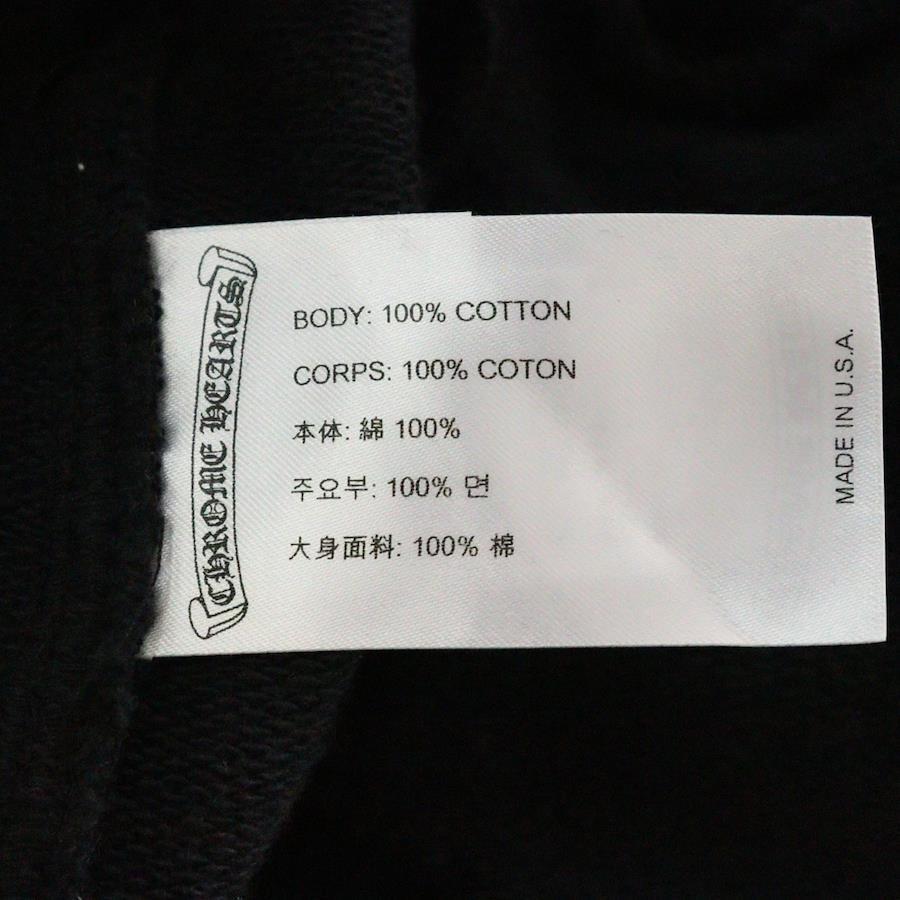 CHROME HEARTS
BODY: 100% COTTON
CORPS: 100% COTON
本体: 綿 100%
주요부: 100% 면
大身面料: 100% 棉
MADE IN U.S.A.